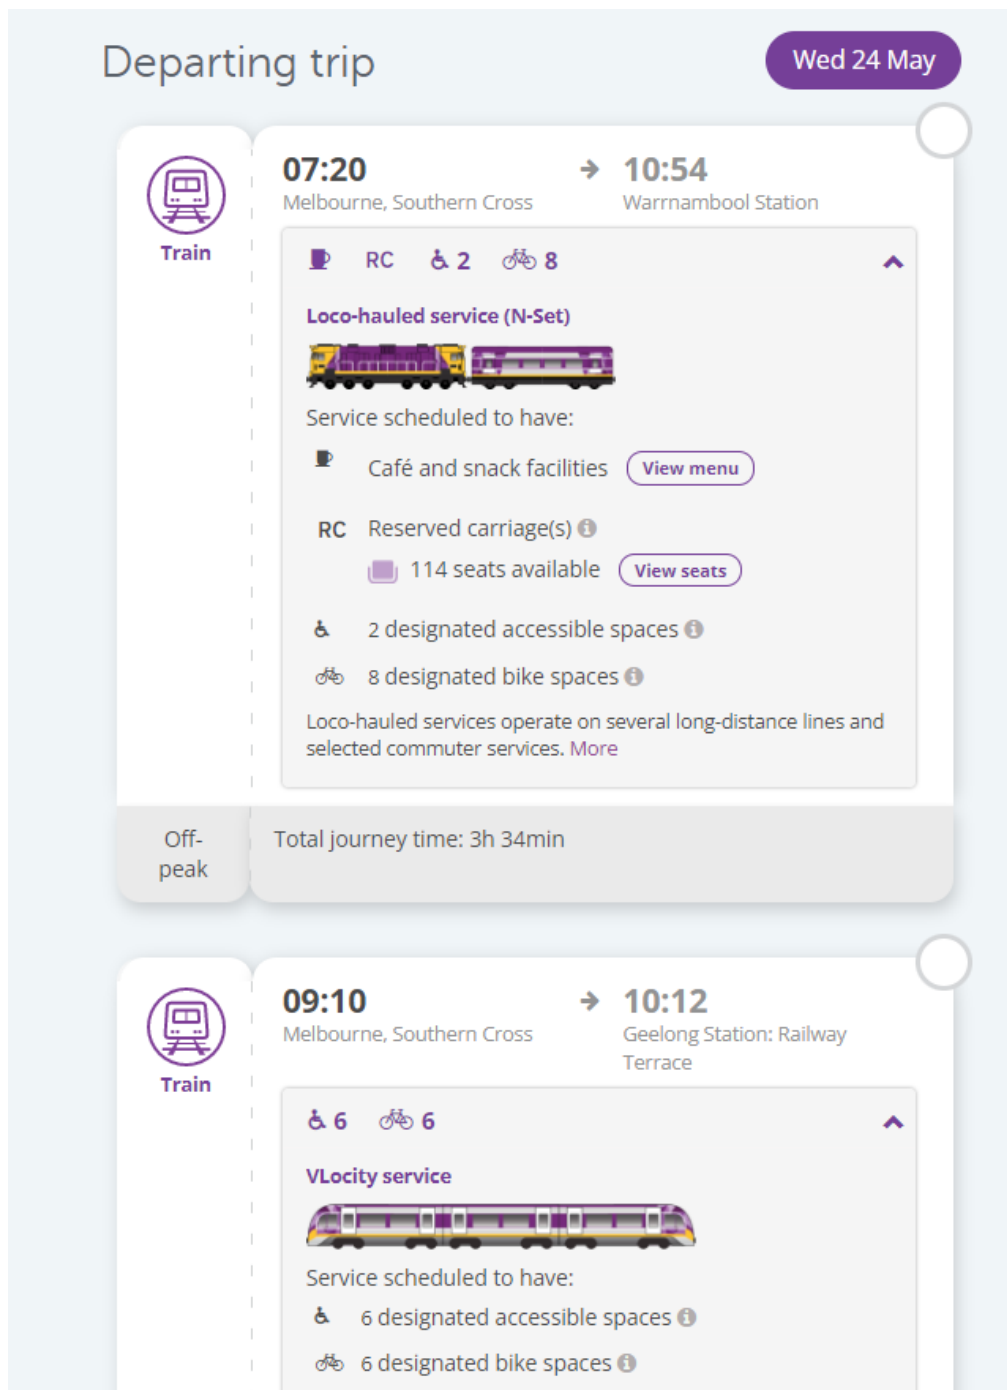 Departing trip
Wed 24 May
07:20
10:54
Melbourne, Southern Cross
Warrnambool Station
Train
RC
2
8
Loco-hauled service (N-Set)
Service scheduled to have:
Café and snack facilities
View menu
RC Reserved carriage(s)
114 seats available
View seats
2 designated accessible spaces
8 designated bike spaces
Loco-hauled services operate on several long-distance lines and
selected commuter services. More
Off-
peak
Total journey time: 3h 34min
09:10
10:12
Melbourne, Southern Cross
Geelong Station: Railway
Terrace
Train
6
6
VLocity service
Service scheduled to have:
6 designated accessible spaces
6 designated bike spaces